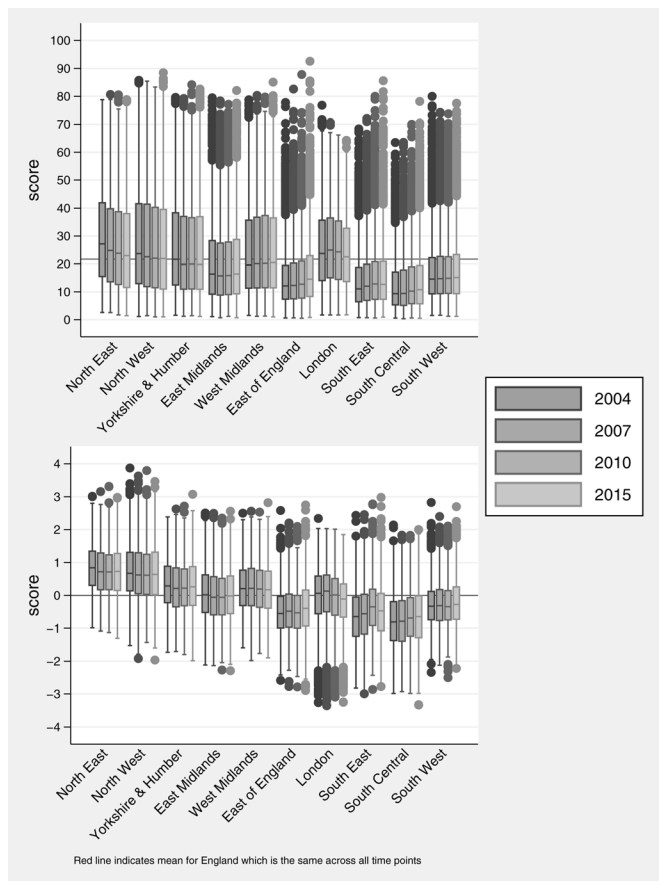 100
90
80
70
60
50
40
30
20
10
0
score
North East
North West
Yorkshire & Humber
East Midlands
West Midlands
East of England
London
South East
South Central
South West
2004
2007
2010
2015
4
3
2
1
0
−1
−2
−3
−4
score
North East
North West
Yorkshire & Humber
East Midlands
West Midlands
East of England
London
South East
South Central
South West
Red line indicates mean for England which is the same across all time points